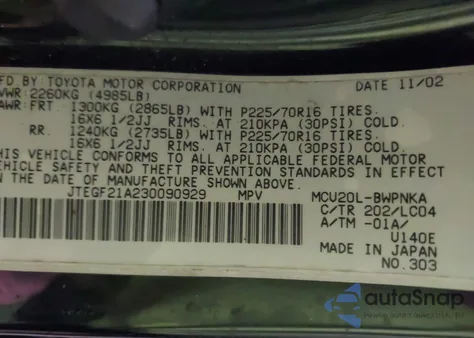 MFD BY: TOYOTA MOTOR CORPORATION DATE 11/02
GVWR: 2260KG (4985LB)
GAWR: FRT. 1300KG (2865LB) WITH P225/70R16 TIRES.
16X6 1/2JJ RIMS. AT 210KPA (30PSI) COLD.
RR. 1240KG (2735LB) WITH P225/70R16 TIRES.
16X6 1/2JJ RIMS. AT 210KPA (30PSI) COLD.
THIS VEHICLE CONFORMS TO ALL APPLICABLE FEDERAL MOTOR
VEHICLE SAFETY AND THEFT PREVENTION STANDARDS IN EFFECT
ON THE DATE OF MANUFACTURE SHOWN ABOVE.
JTEGF21A230090929 MPV MCU20L-BWPNKA
C/TR 202/LC04
A/TM -01A/
U140E
MADE IN JAPAN
NO.303
autoSnap